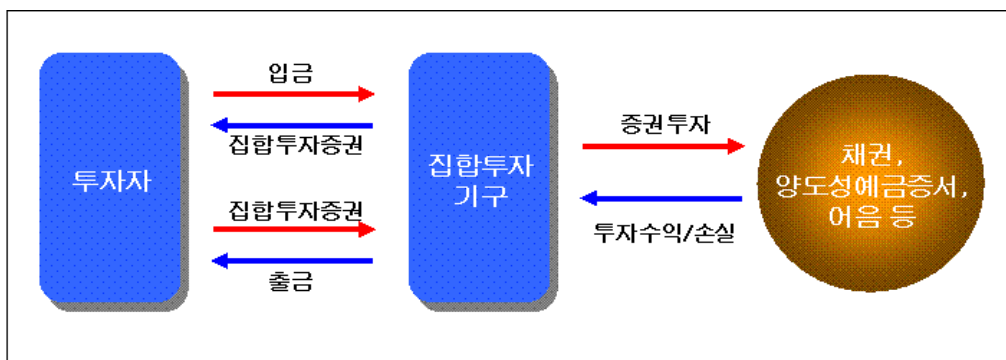 입금
집합투자증권
투자자
집합투자증권
출금
집합투자
기구
증권 투자
투자수익/손실
채권,
양도성예금증서,
어음 등